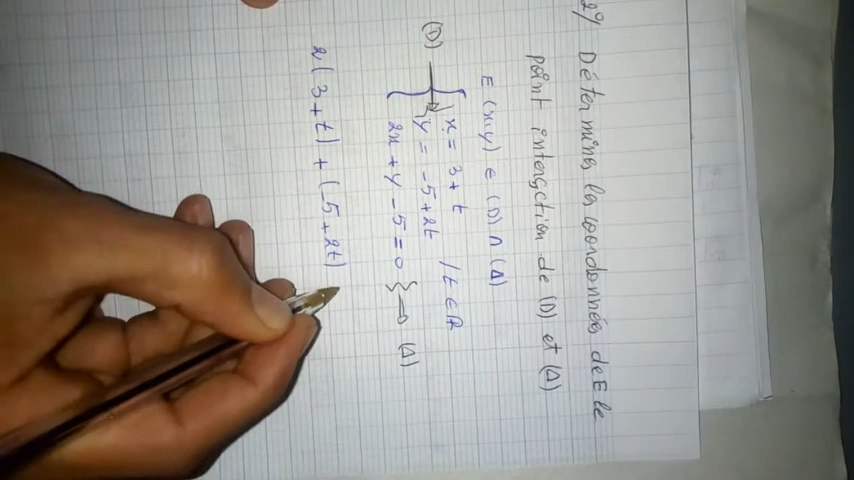 2°/ Déterminer les coordonnées de E le
point interaction de (D) et (Δ)
E(x,y) ∈ (D) ∩ (Δ)
x = 3 + t / t ∈ ℝ
(D) → y = -5 + 2t
2x + y - 5 = 0 } → (Δ)
2(3 + t) + (-5 + 2t)